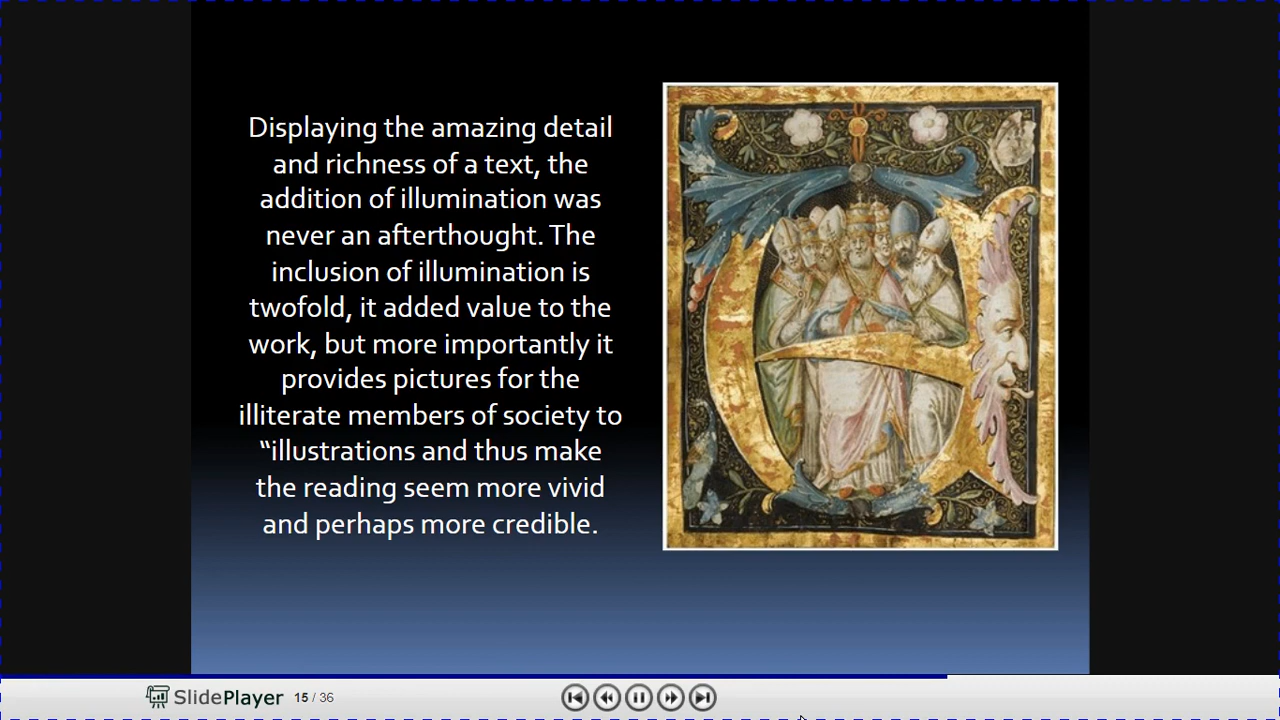 Displaying the amazing detail
and richness of a text, the
addition of illumination was
never an afterthought. The
inclusion of illumination is
twofold, it added value to the
work, but more importantly it
provides pictures for the
illiterate members of society to
“illustrations and thus make
the reading seem more vivid
and perhaps more credible.
SlidePlayer 15 / 36